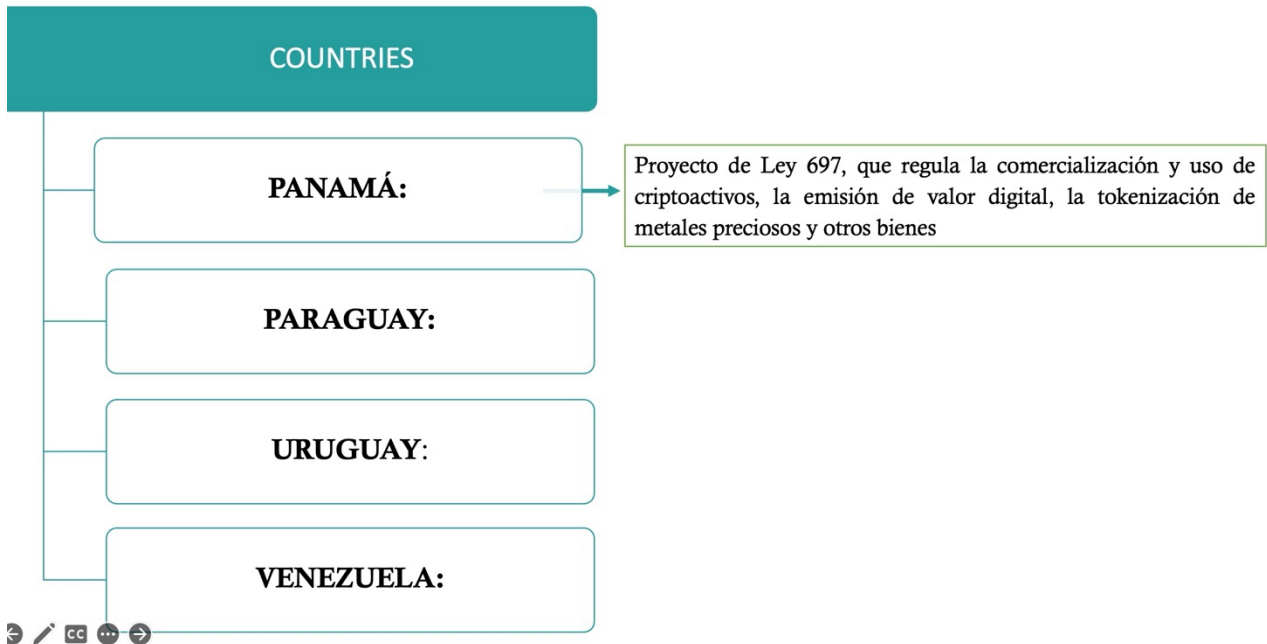 COUNTRIES
PANAMÁ:
Proyecto de Ley 697, que regula la comercialización y uso de
criptoactivos, la emisión de valor digital, la tokenización de
metales preciosos y otros bienes
PARAGUAY:
URUGUAY:
VENEZUELA:
CC